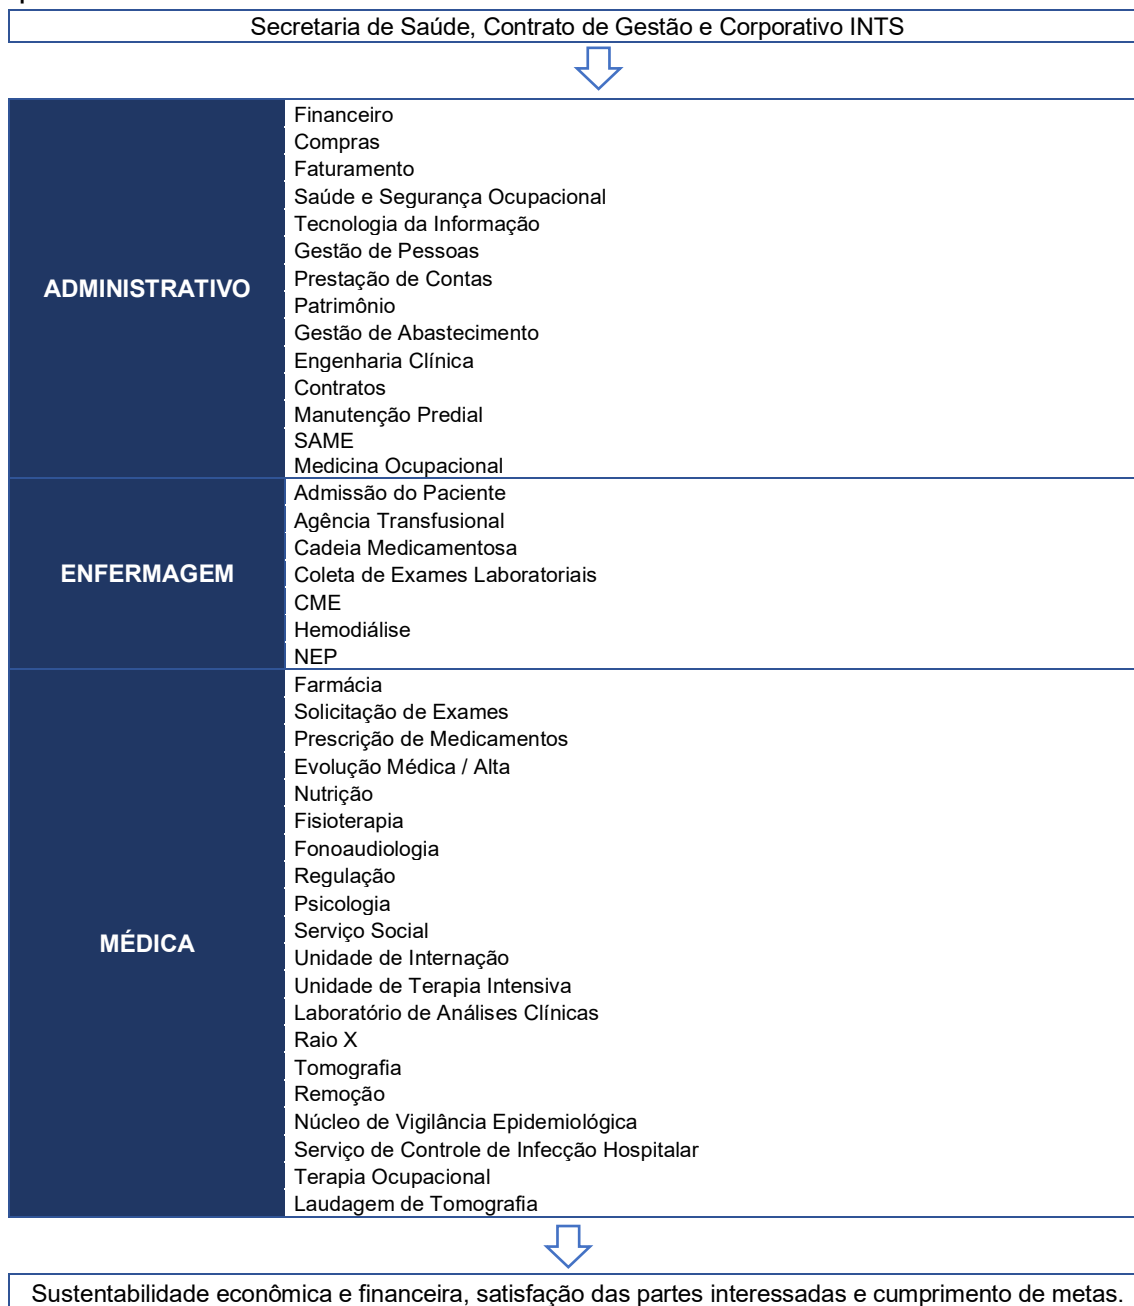 Secretaria de Saúde, Contrato de Gestão e Corporativo INTS
ADMINISTRATIVO
Financeiro
Compras
Faturamento
Saúde e Segurança Ocupacional
Tecnologia da Informação
Gestão de Pessoas
Prestação de Contas
Patrimônio
Gestão de Abastecimento
Engenharia Clínica
Contratos
Manutenção Predial
SAME
Medicina Ocupacional
ENFERMAGEM
Admissão do Paciente
Agência Transfusional
Cadeia Medicamentosa
Coleta de Exames Laboratoriais
CME
Hemodiálise
NEP
MÉDICA
Farmácia
Solicitação de Exames
Prescrição de Medicamentos
Evolução Médica / Alta
Nutrição
Fisioterapia
Fonoaudiologia
Regulação
Psicologia
Serviço Social
Unidade de Internação
Unidade de Terapia Intensiva
Laboratório de Análises Clínicas
Raio X
Tomografia
Remoção
Núcleo de Vigilância Epidemiológica
Serviço de Controle de Infecção Hospitalar
Terapia Ocupacional
Laudagem de Tomografia
Sustentabilidade econômica e financeira, satisfação das partes interessadas e cumprimento de metas.